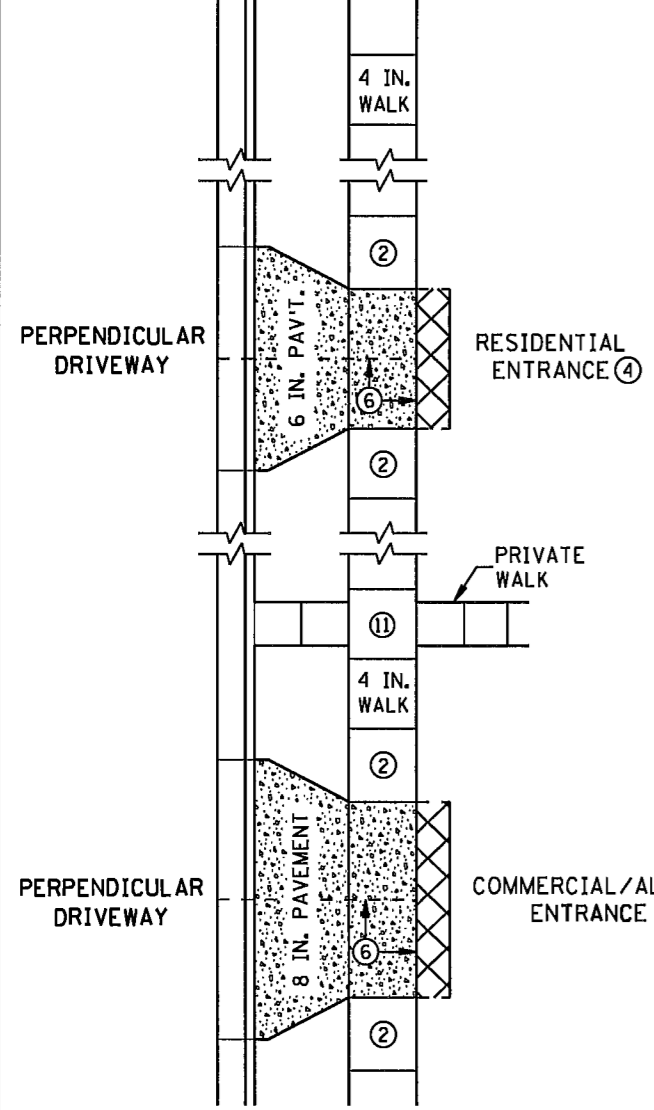 4 IN.
WALK
②
PERPENDICULAR
DRIVEWAY
6 IN. PAV'T.
RESIDENTIAL
ENTRANCE ④
⑥
②
PRIVATE
WALK
⑪
4 IN.
WALK
②
PERPENDICULAR
DRIVEWAY
8 IN. PAVEMENT
COMMERCIAL/AL
ENTRANCE
⑥
②